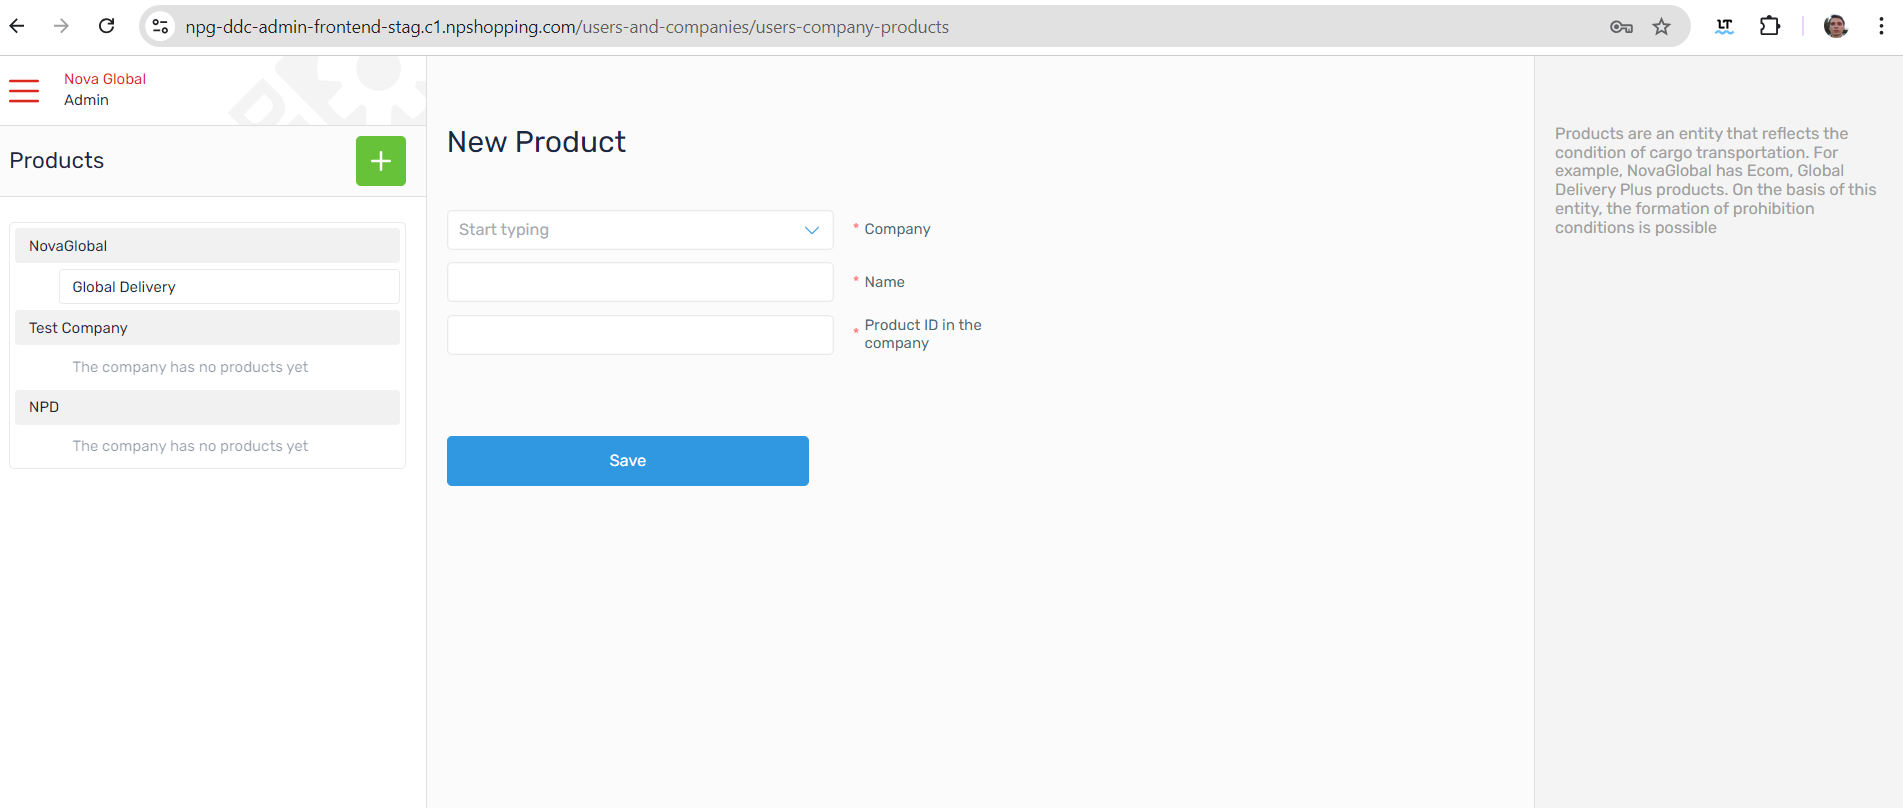 npg-ddc-admin-frontend-stag.c1.npshopping.com/users-and-companies/users-company-products
LT
Nova Global
Admin
Products
NovaGlobal
Global Delivery
Test Company
The company has no products yet
NPD
The company has no products yet
New Product
Start typing
* Company
* Name
* Product ID in the
company
Save
Products are an entity that reflects the
condition of cargo transportation. For
example, NovaGlobal has Ecom, Global
Delivery Plus products. On the basis of this
entity, the formation of prohibition
conditions is possible